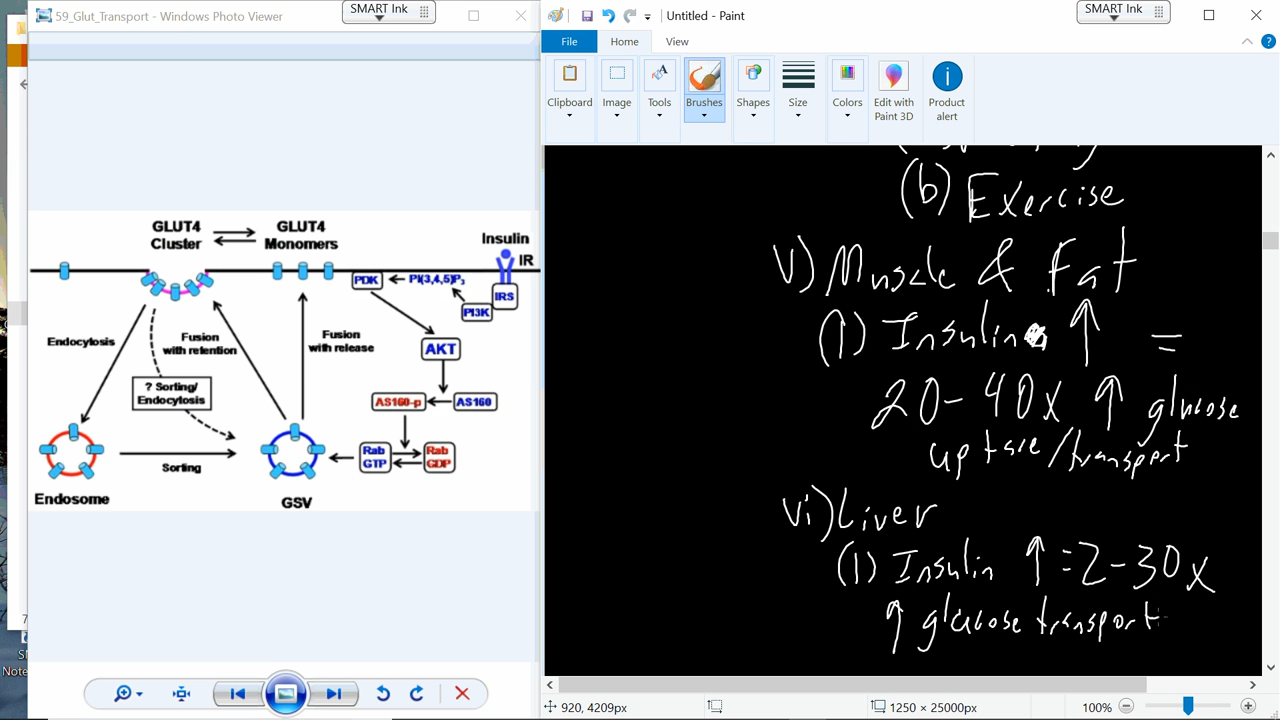 59_Glut_Transport - Windows Photo Viewer
SMART Ink
GLUT4
Cluster
GLUT4
Monomers
Insulin
IR
PDK
PI(3,4,5)P3
IRS
PI3K
Endocytosis
Fusion
with retention
Fusion
with release
AKT
? Sorting/
Endocytosis
AS160-p
AS160
Rab
GTP
Rab
GDP
Sorting
Endosome
GSV
Untitled - Paint
SMART Ink
File
Home
View
Clipboard
Image
Tools
Brushes
Shapes
Size
Colors
Edit with
Paint 3D
Product
alert
(b) Exercise
v) Muscle & Fat
(1) Insulin ↑ =
20-40x ↑ glucose
uptake/transport
vi) Liver
(1) Insulin ↑ = 2-30x
↑ glucose transport
920, 4209px
1250 × 25000px
100%
Note